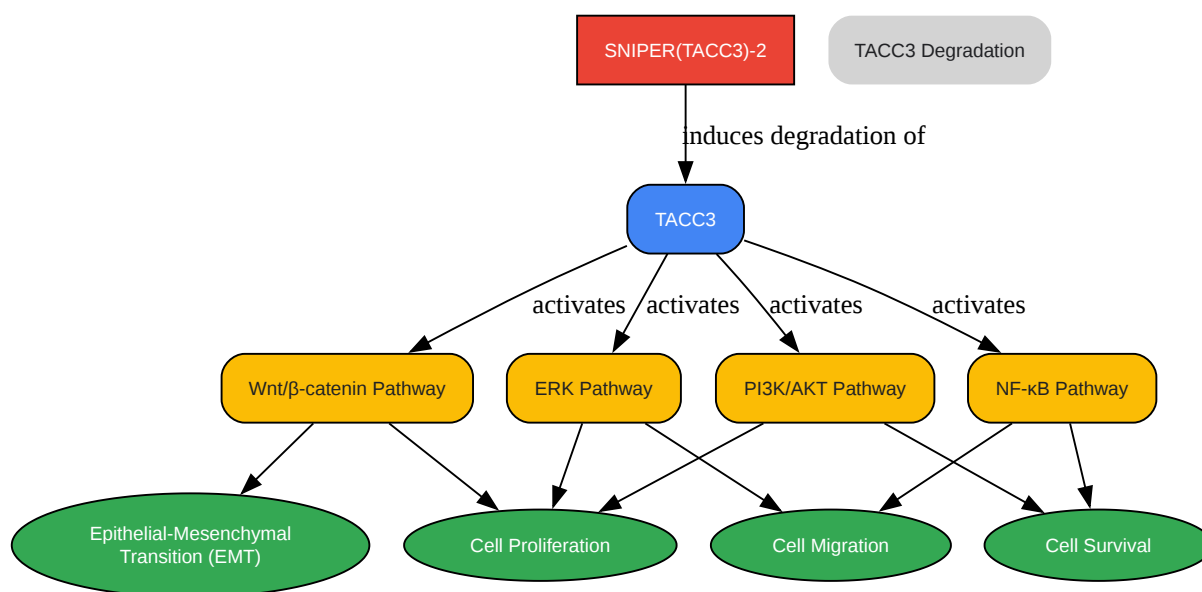 SNIPER(TACC3)-2
TACC3 Degradation
induces degradation of
TACC3
activates
activates
activates
activates
Wnt/β-catenin Pathway
ERK Pathway
PI3K/AKT Pathway
NF-κB Pathway
Epithelial-Mesenchymal
Transition (EMT)
Cell Proliferation
Cell Migration
Cell Survival